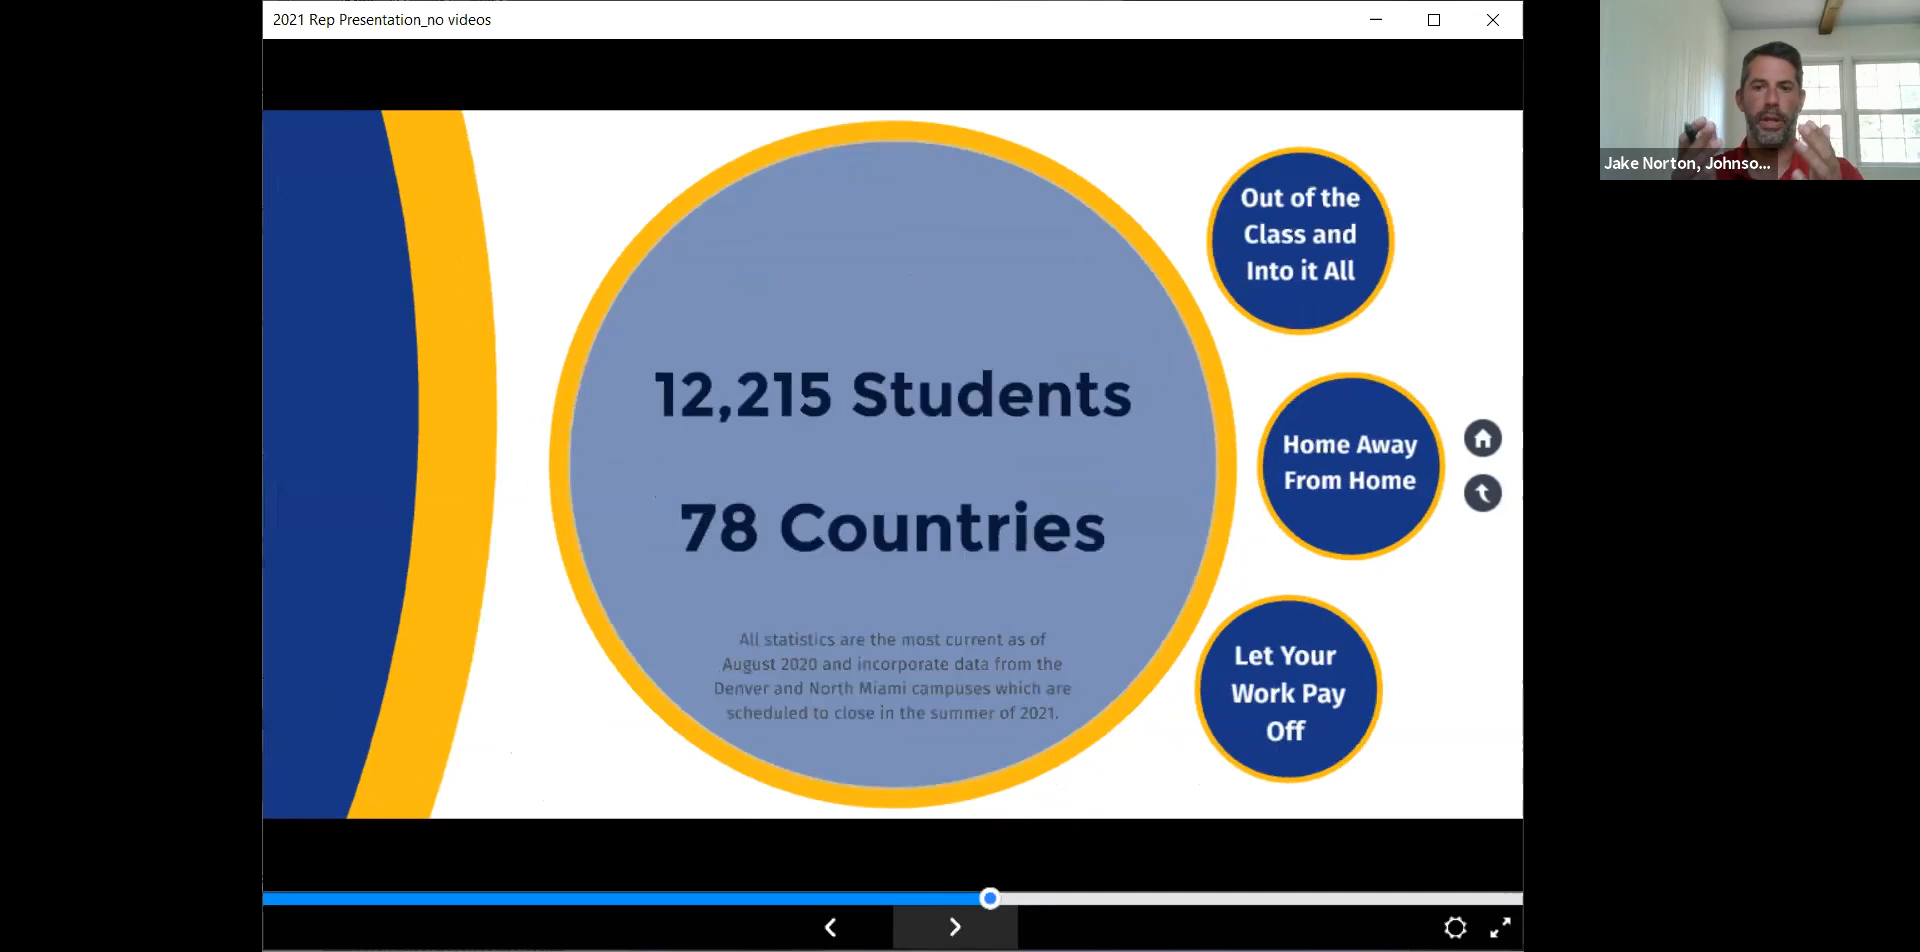 2021 Rep Presentation_no videos
Jake Norton, Johnso...
Out of the
Class and
Into it All
12,215 Students
78 Countries
Home Away
From Home
All statistics are the most current as of
August 2020 and incorporate data from the
Denver and North Miami campuses which are
scheduled to close in the summer of 2021.
Let Your
Work Pay
Off